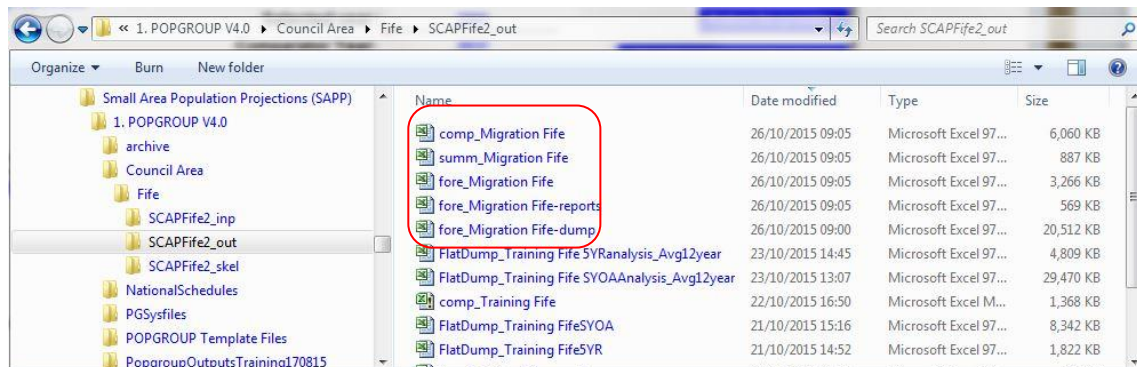 « 1. POPGROUP V4.0 ▸ Council Area ▸ Fife ▸ SCAPFife2_out
Search SCAPFife2_out
Organize Burn New folder
Small Area Population Projections (SAPP)
1. POPGROUP V4.0
archive
Council Area
Fife
SCAPFife2_inp
SCAPFife2_out
SCAPFife2_skel
NationalSchedules
PGSysfiles
POPGROUP Template Files
PopgroupOutputsTraining170815
Name Date modified Type Size
comp_Migration Fife 26/10/2015 09:05 Microsoft Excel 97... 6,060 KB
summ_Migration Fife 26/10/2015 09:05 Microsoft Excel 97... 887 KB
fore_Migration Fife 26/10/2015 09:05 Microsoft Excel 97... 3,266 KB
fore_Migration Fife-reports 26/10/2015 09:05 Microsoft Excel 97... 569 KB
fore_Migration Fife-dump 26/10/2015 09:00 Microsoft Excel 97... 20,512 KB
FlatDump_Training Fife 5YRanalysis_Avg12year 23/10/2015 14:45 Microsoft Excel 97... 4,809 KB
FlatDump_Training Fife SYOAAnalysis_Avg12year 23/10/2015 13:07 Microsoft Excel 97... 29,470 KB
comp_Training Fife 22/10/2015 16:50 Microsoft Excel M... 1,368 KB
FlatDump_Training FifeSYOA 21/10/2015 15:16 Microsoft Excel 97... 8,342 KB
FlatDump_Training Fife5YR 21/10/2015 14:52 Microsoft Excel 97... 1,822 KB